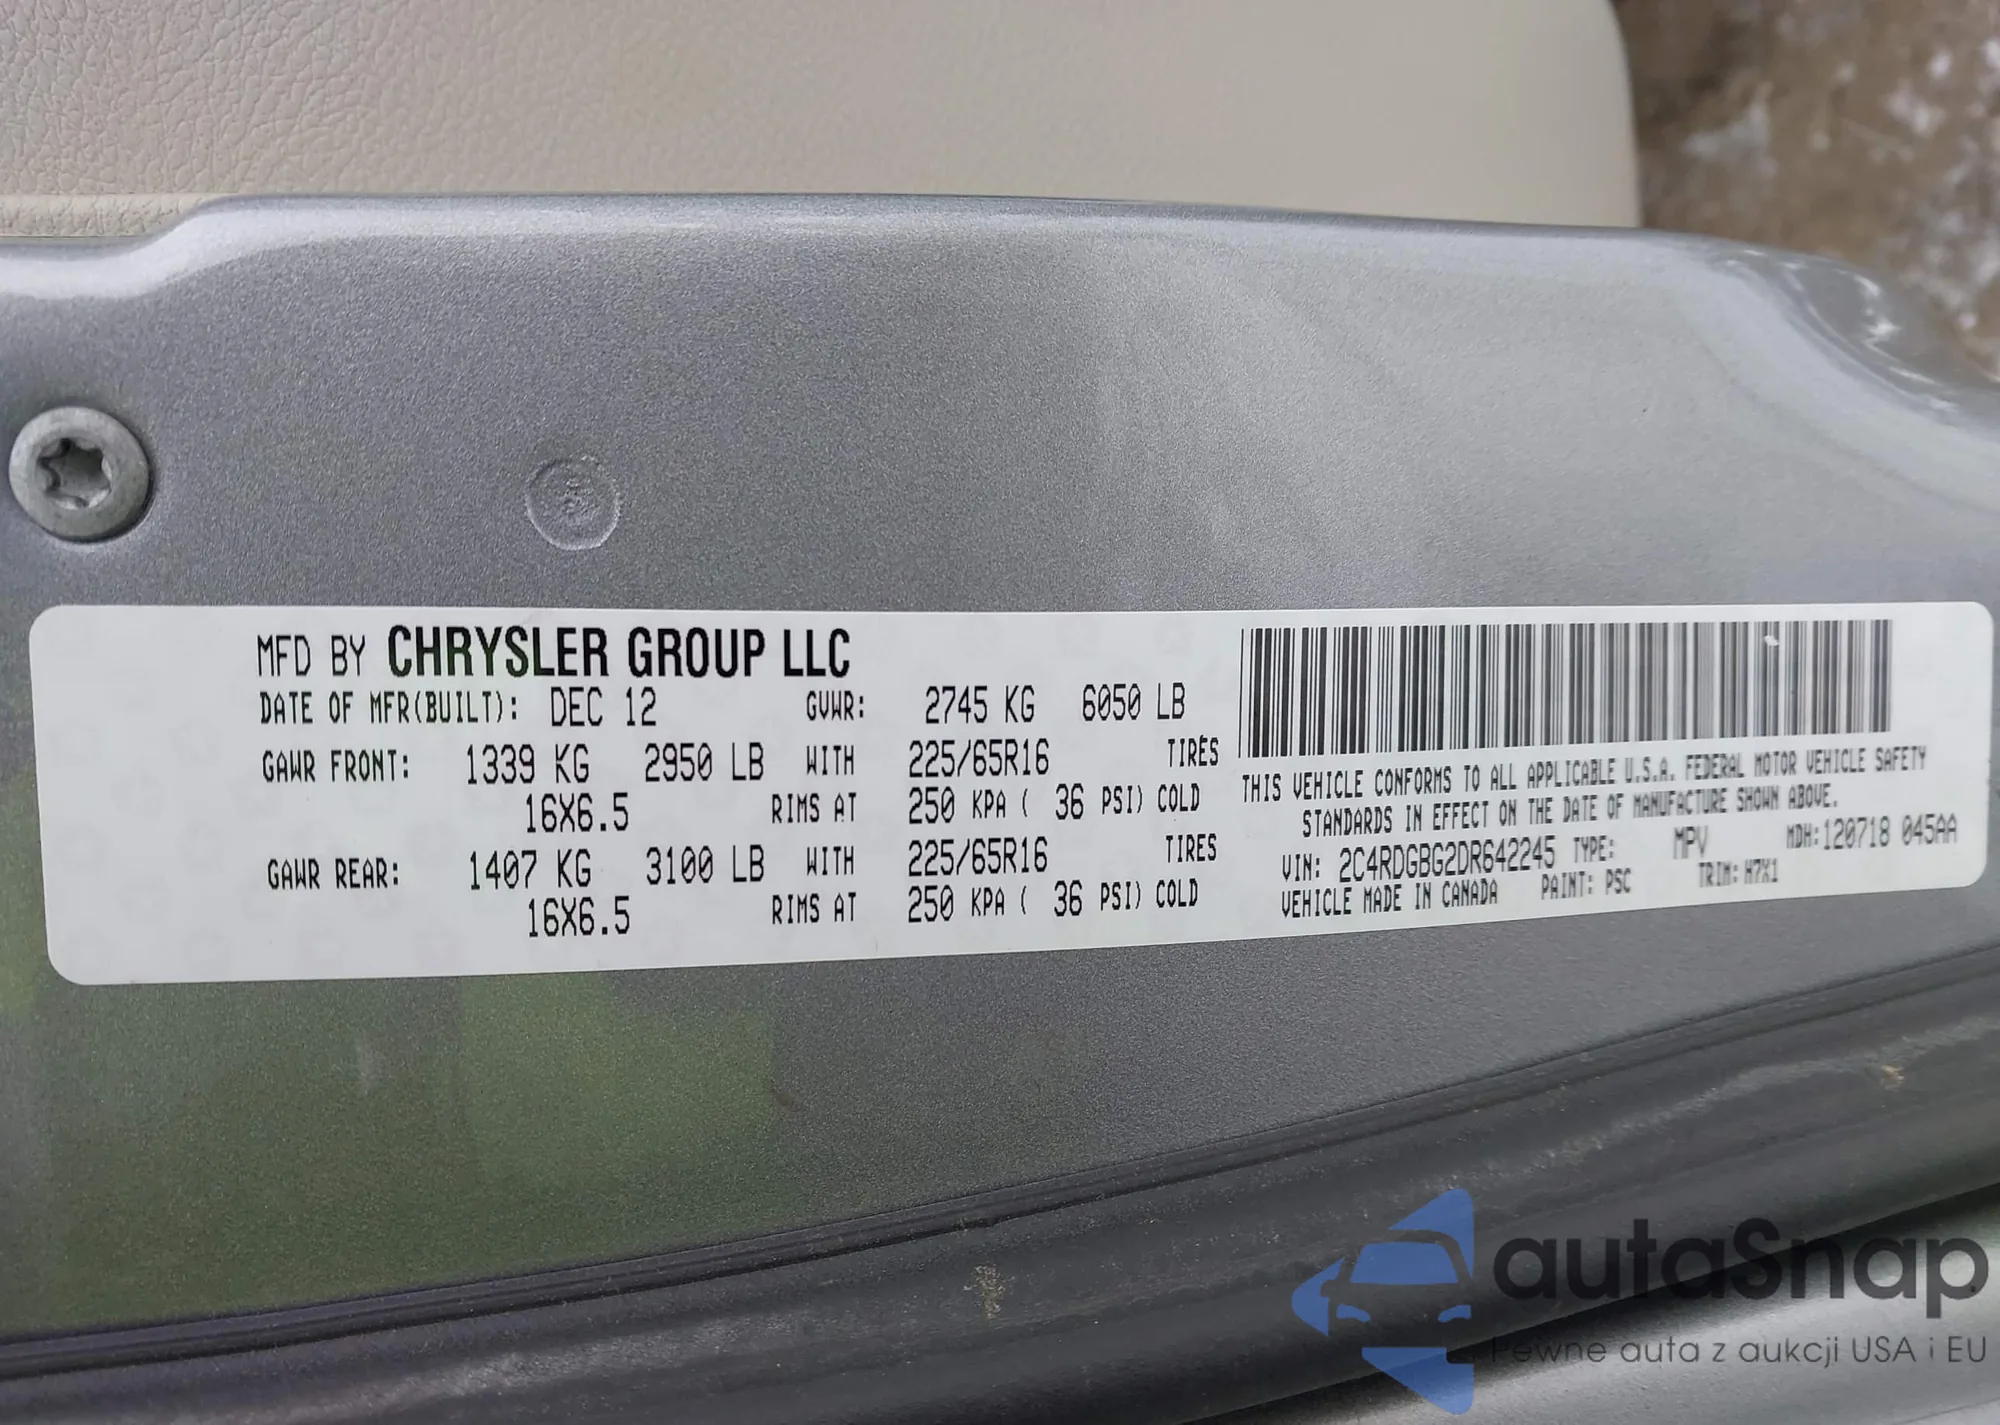 MFD BY CHRYSLER GROUP LLC
DATE OF MFR(BUILT): DEC 12 GVWR: 2745 KG 6050 LB
GAWR FRONT: 1339 KG 2950 LB WITH 225/65R16 TIRES
16X6.5 RIMS AT 250 KPA ( 36 PSI) COLD
GAWR REAR: 1407 KG 3100 LB WITH 225/65R16 TIRES
16X6.5 RIMS AT 250 KPA ( 36 PSI) COLD
THIS VEHICLE CONFORMS TO ALL APPLICABLE U.S.A. FEDERAL MOTOR VEHICLE SAFETY
STANDARDS IN EFFECT ON THE DATE OF MANUFACTURE SHOWN ABOVE.
VIN: 2C4RDGBG2DR642245 TYPE: MPV MDH:120718 045AA
VEHICLE MADE IN CANADA PAINT: PSC TRIM: H7X1
autaSnap
Pewne auta z aukcji USA i EU